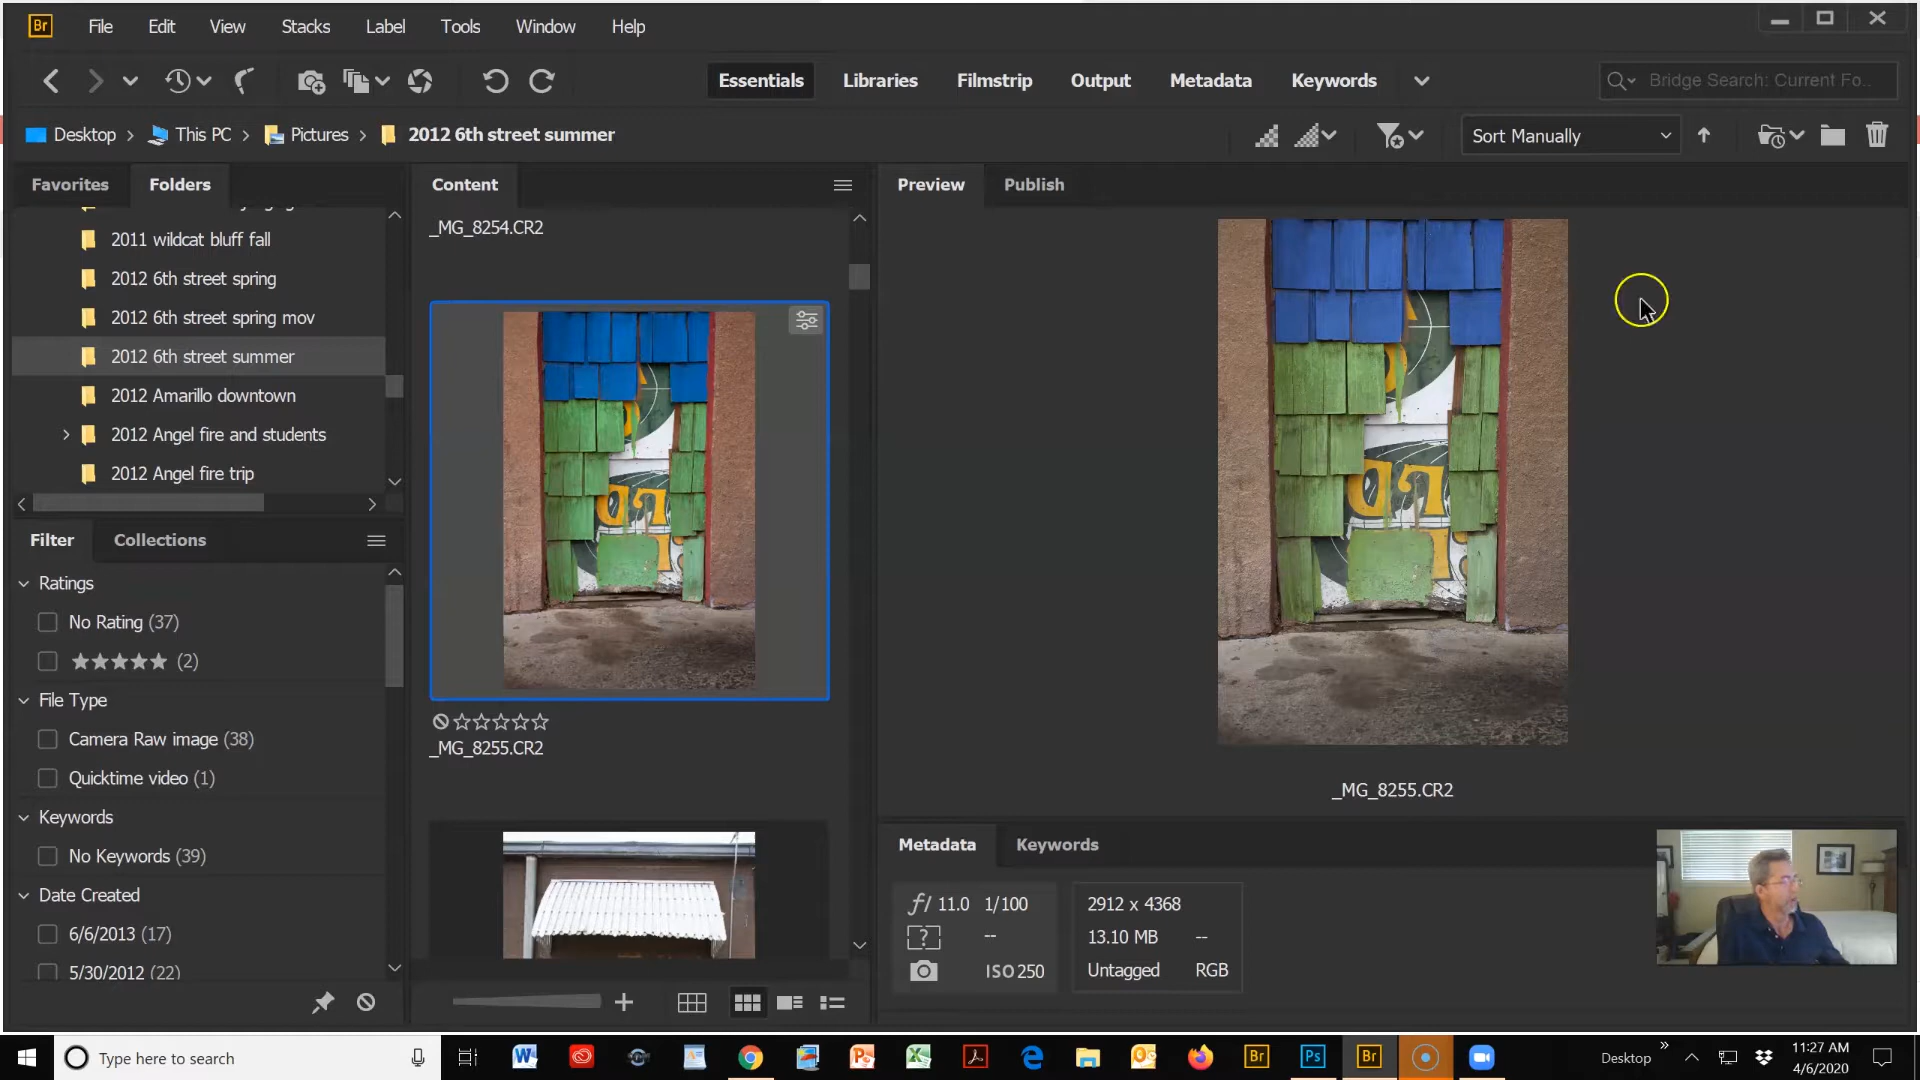 Br File Edit View Stacks Label Tools Window Help
Essentials Libraries Filmstrip Output Metadata Keywords Bridge Search: Current Fo..
Desktop This PC Pictures 2012 6th street summer Sort Manually
Favorites Folders
2011 wildcat bluff fall
2012 6th street spring
2012 6th street spring mov
2012 6th street summer
2012 Amarillo downtown
2012 Angel fire and students
2012 Angel fire trip
Filter Collections
Ratings
No Rating (37)
★★★★★ (2)
File Type
Camera Raw image (38)
Quicktime video (1)
Keywords
No Keywords (39)
Date Created
6/6/2013 (17)
5/30/2012 (22)
Content
_MG_8254.CR2
_MG_8255.CR2
Preview Publish
_MG_8255.CR2
Metadata Keywords
f/ 11.0 1/100
--
ISO250
2912 x 4368
13.10 MB --
Untagged RGB
Type here to search
Br Ps Br
Desktop
11:27 AM
4/6/2020